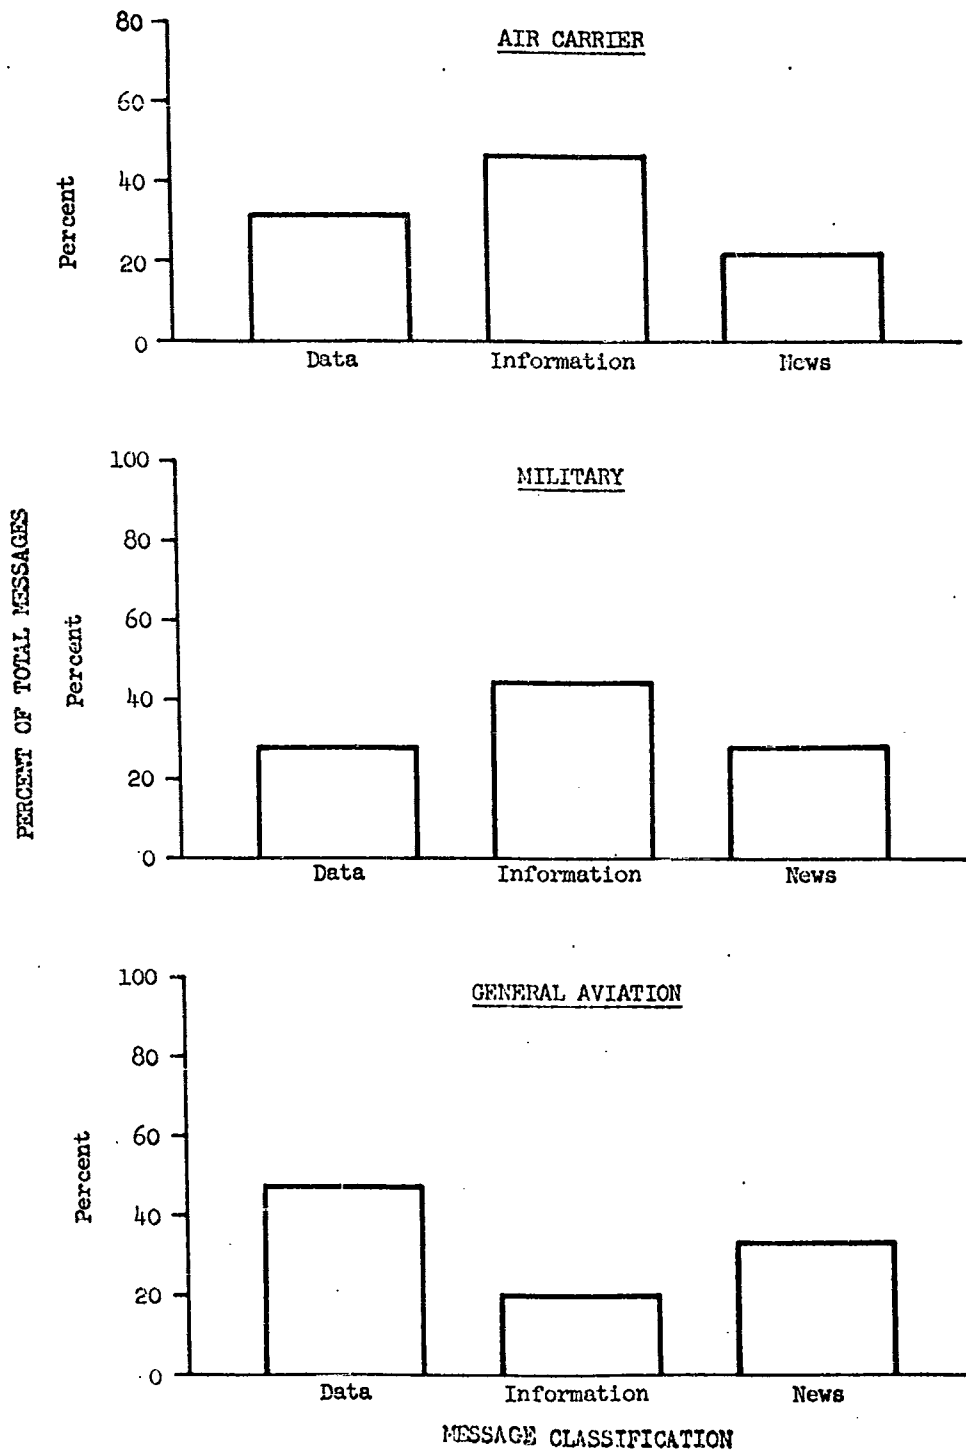 AIR CARRIER
80
60
40
20
0
Percent
Data Information News
PERCENT OF TOTAL MESSAGES
MILITARY
100
80
60
40
20
0
Percent
Data Information News
GENERAL AVIATION
100
80
60
40
20
0
Percent
Data Information News
MESSAGE CLASSIFICATION